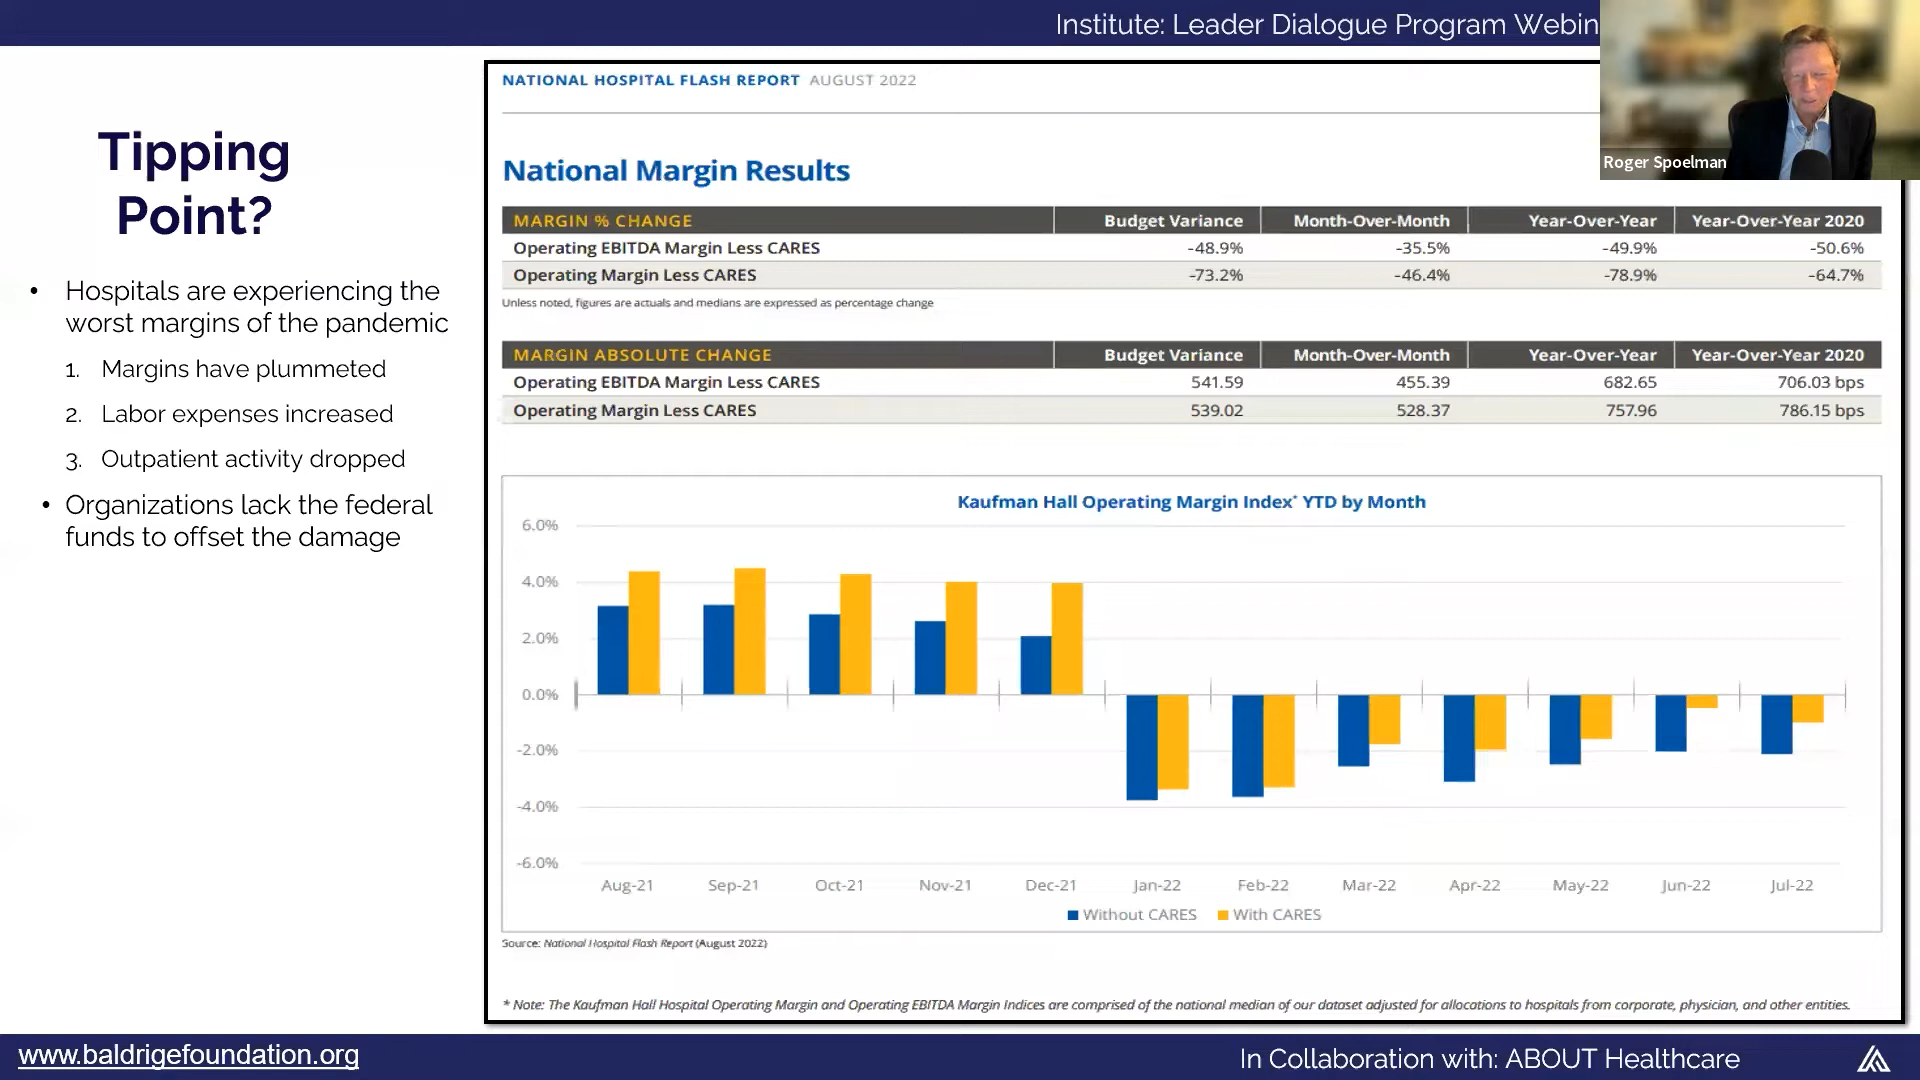 Institute: Leader Dialogue Program Webin
Roger Spoelman
Tipping
Point?
• Hospitals are experiencing the
worst margins of the pandemic
1. Margins have plummeted
2. Labor expenses increased
3. Outpatient activity dropped
• Organizations lack the federal
funds to offset the damage
NATIONAL HOSPITAL FLASH REPORT AUGUST 2022
National Margin Results
MARGIN % CHANGE Budget Variance Month-Over-Month Year-Over-Year Year-Over-Year 2020
Operating EBITDA Margin Less CARES -48.9% -35.5% -49.9% -50.6%
Operating Margin Less CARES -73.2% -46.4% -78.9% -64.7%
Unless noted, figures are actuals and medians are expressed as percentage change
MARGIN ABSOLUTE CHANGE Budget Variance Month-Over-Month Year-Over-Year Year-Over-Year 2020
Operating EBITDA Margin Less CARES 541.59 455.39 682.65 706.03 bps
Operating Margin Less CARES 539.02 528.37 757.96 786.15 bps
Kaufman Hall Operating Margin Index* YTD by Month
6.0%
4.0%
2.0%
0.0%
-2.0%
-4.0%
-6.0%
Aug-21 Sep-21 Oct-21 Nov-21 Dec-21 Jan-22 Feb-22 Mar-22 Apr-22 May-22 Jun-22 Jul-22
Without CARES With CARES
Source: National Hospital Flash Report (August 2022)
* Note: The Kaufman Hall Hospital Operating Margin and Operating EBITDA Margin Indices are comprised of the national median of our dataset adjusted for allocations to hospitals from corporate, physician, and other entities.
www.baldrigefoundation.org
In Collaboration with: ABOUT Healthcare